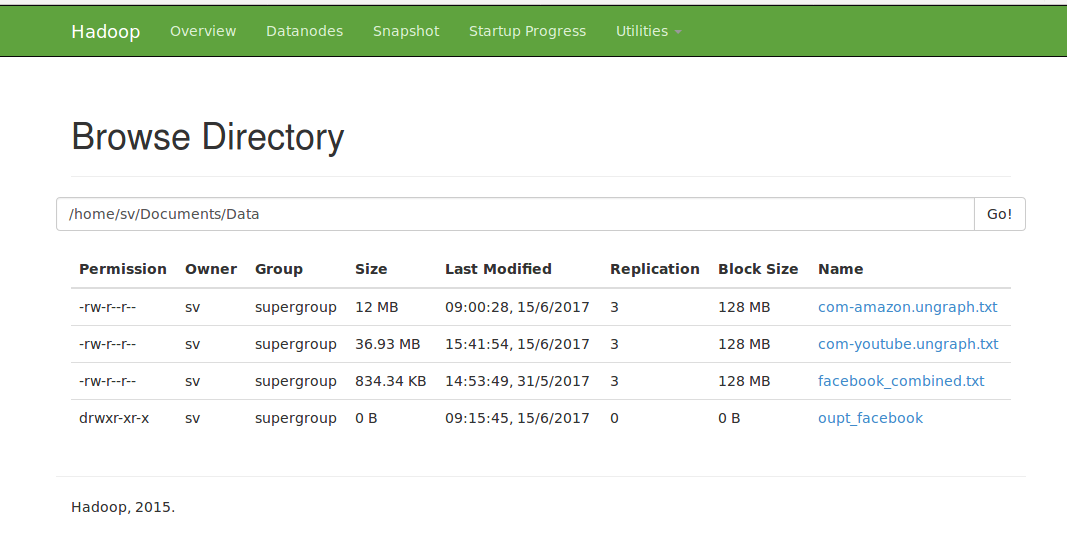 Hadoop Overview Datanodes Snapshot Startup Progress Utilities
Browse Directory
/home/sv/Documents/Data Go!
Permission Owner Group Size Last Modified Replication Block Size Name
-rw-r--r-- sv supergroup 12 MB 09:00:28, 15/6/2017 3 128 MB com-amazon.ungraph.txt
-rw-r--r-- sv supergroup 36.93 MB 15:41:54, 15/6/2017 3 128 MB com-youtube.ungraph.txt
-rw-r--r-- sv supergroup 834.34 KB 14:53:49, 31/5/2017 3 128 MB facebook_combined.txt
drwxr-xr-x sv supergroup 0 B 09:15:45, 15/6/2017 0 0 B oupt_facebook
Hadoop, 2015.